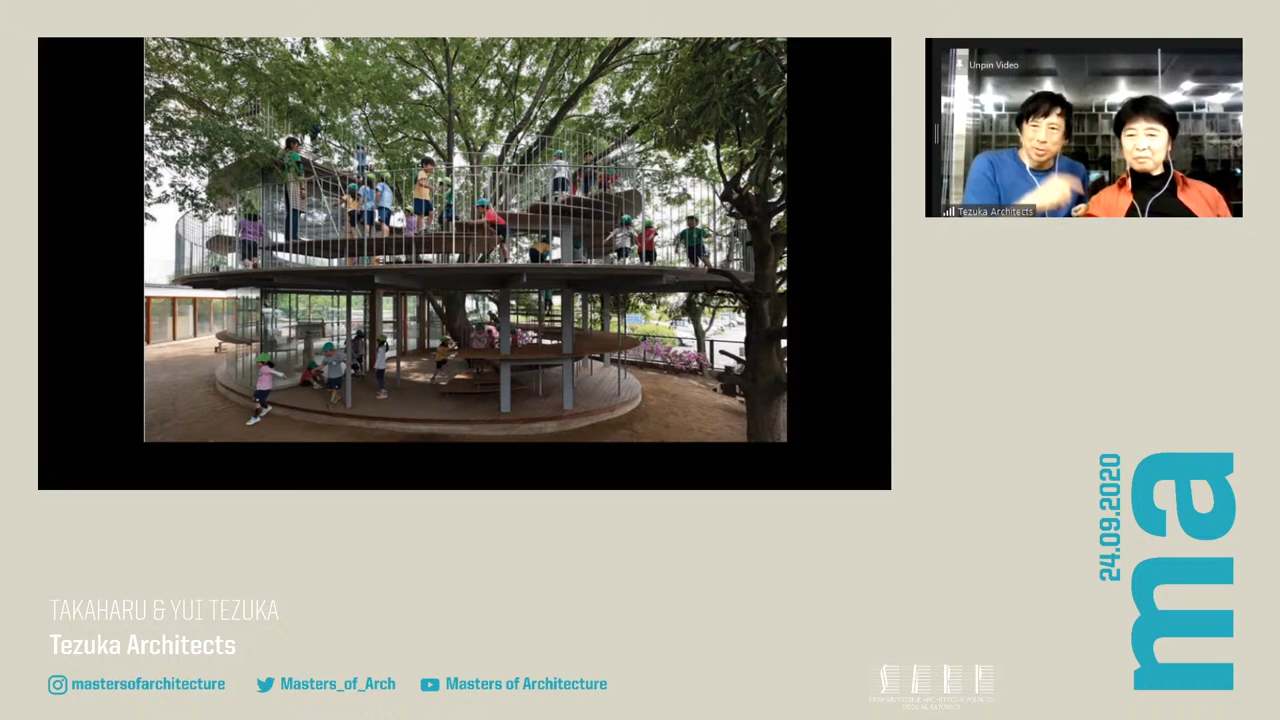 Unpin Video
Tezuka Architects
24.09.2020
ma
TAKAHARU & YUI TEZUKA
Tezuka Architects
mastersofarchitecture
Masters_of_Arch
Masters of Architecture